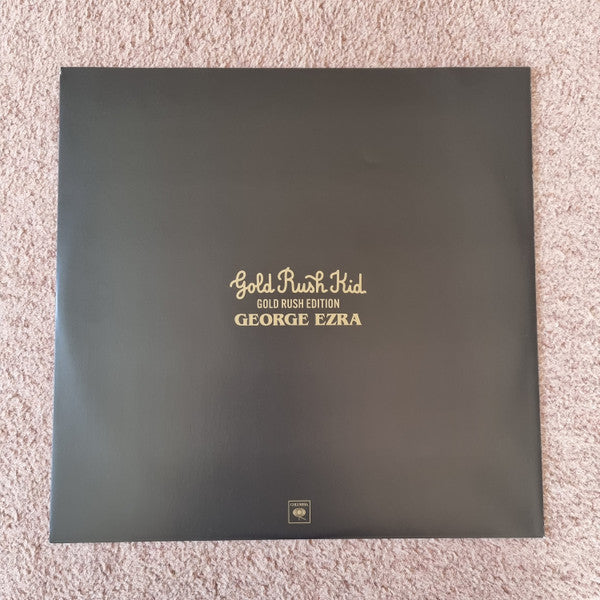 Gold Rush Kid
GOLD RUSH EDITION
GEORGE EZRA
COLUMBIA